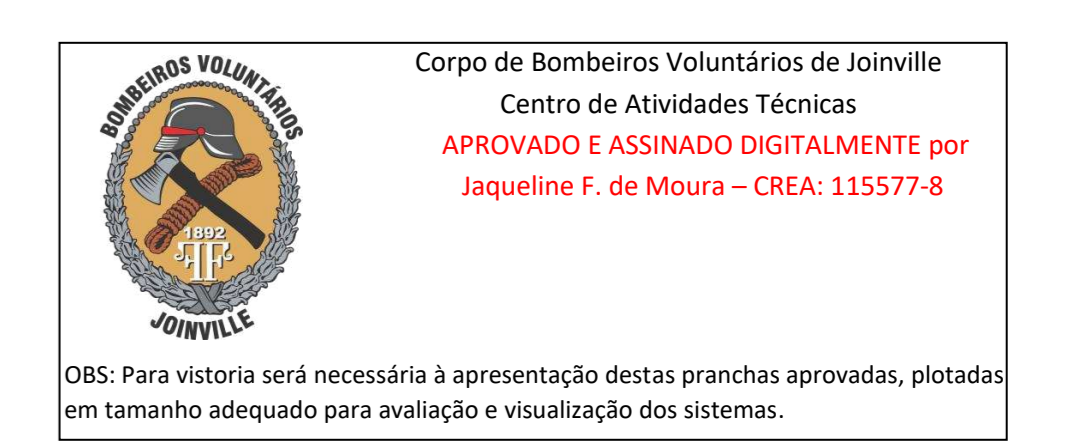 BOMBEIROS VOLUNTÁRIOS
1892
JOINVILLE
Corpo de Bombeiros Voluntários de Joinville
Centro de Atividades Técnicas
APROVADO E ASSINADO DIGITALMENTE por
Jaqueline F. de Moura – CREA: 115577-8
OBS: Para vistoria será necessária à apresentação destas pranchas aprovadas, plotadas
em tamanho adequado para avaliação e visualização dos sistemas.